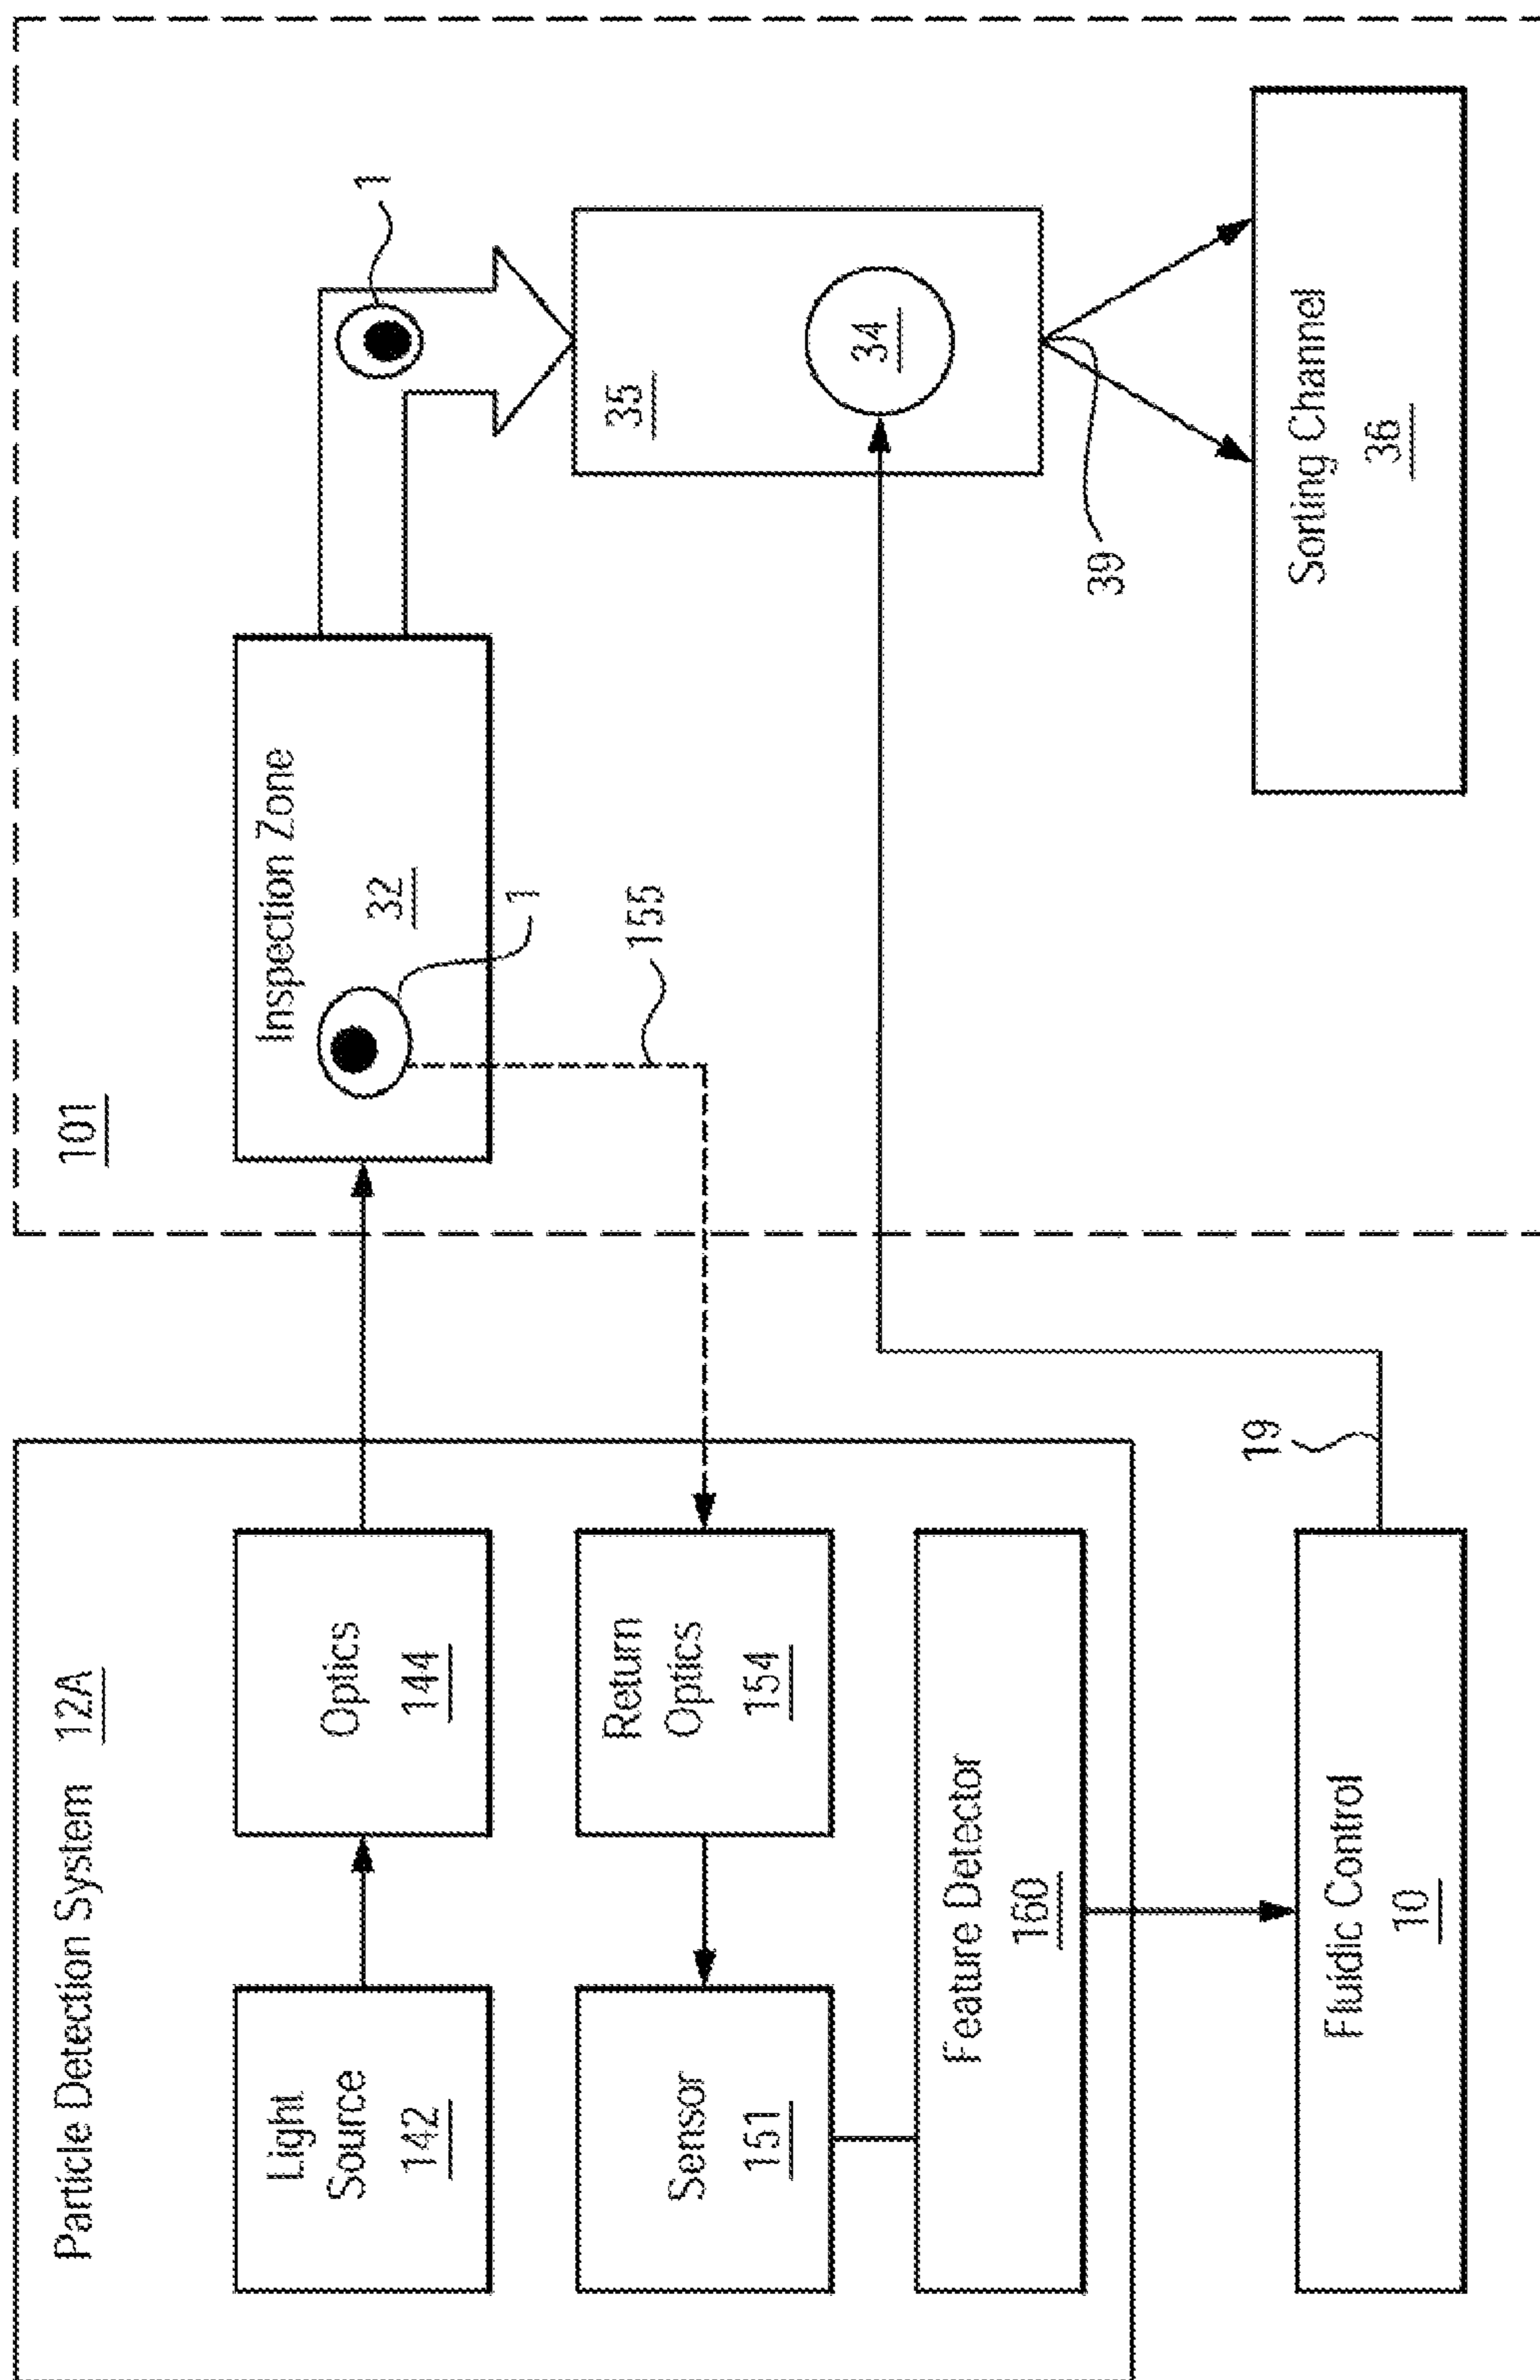 Particle Detection System 12A
Light
Source
142
Optics
144
Sensor
151
Return
Optics
154
Feature Detector
160
Fluidic Control
10
19
101
Inspection Zone
32
1
155
1
35
34
39
Sorting Channel
36